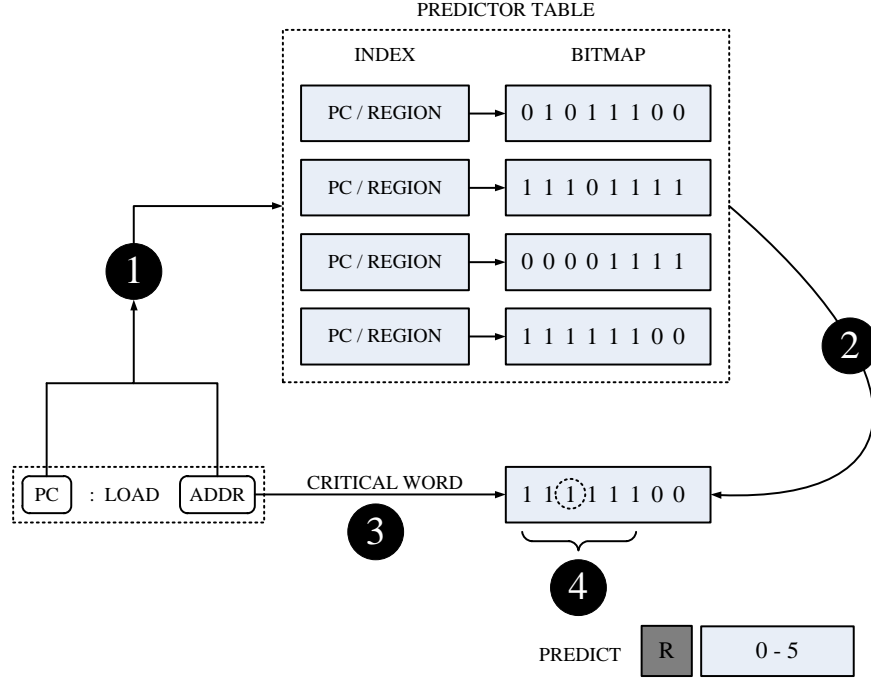 PREDICTOR TABLE
INDEX BITMAP
PC / REGION 0 1 0 1 1 1 0 0
PC / REGION 1 1 1 0 1 1 1 1
1
PC / REGION 0 0 0 0 1 1 1 1
PC / REGION 1 1 1 1 1 1 0 0
2
PC : LOAD ADDR CRITICAL WORD 1 1 1 1 1 1 0 0
3
4
PREDICT R 0 - 5